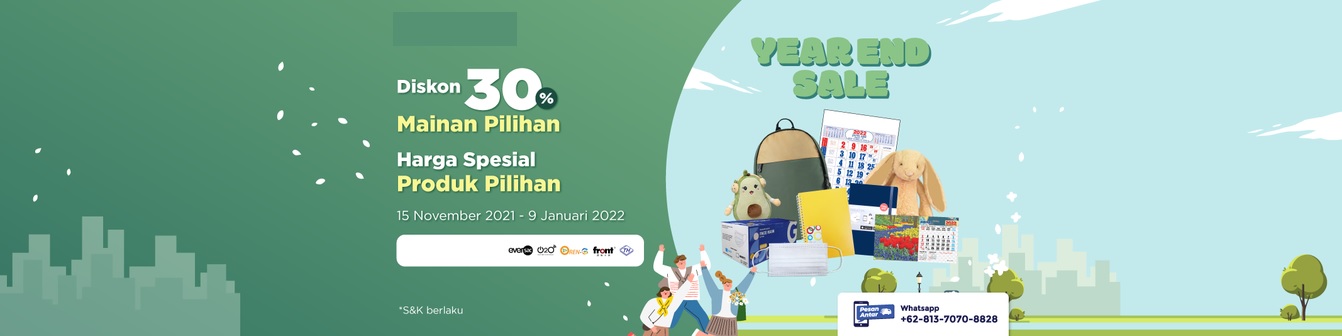 Diskon 30%
Mainan Pilihan
Harga Spesial
Produk Pilihan
15 November 2021 - 9 Januari 2022
*S&K berlaku
YEAR END
SALE
2022
Pesan
Antar
Whatsapp
+62-813-7070-8828